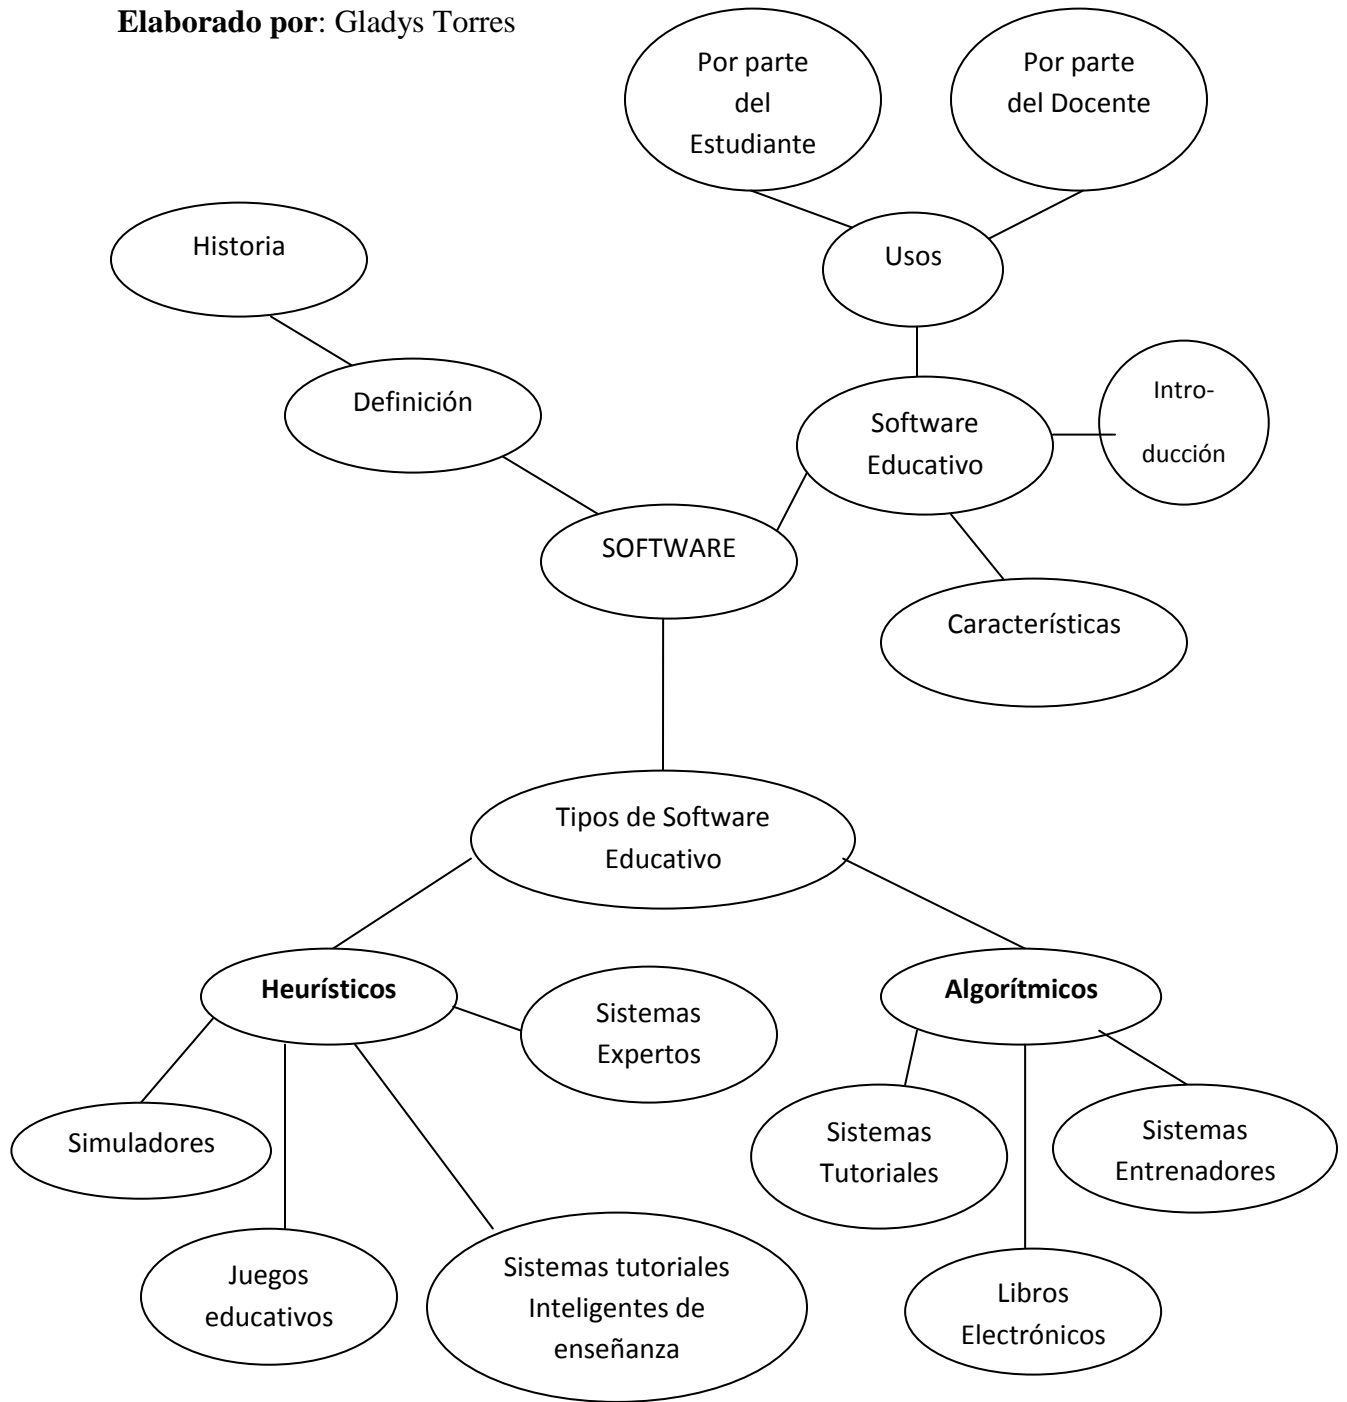 Elaborado por: Gladys Torres
Por parte
del
Estudiante
Por parte
del Docente
Historia
Usos
Definición
Software
Educativo
Intro-
ducción
SOFTWARE
Características
Tipos de Software
Educativo
Heurísticos
Sistemas
Expertos
Algorítmicos
Simuladores
Sistemas
Tutoriales
Sistemas
Entrenadores
Juegos
educativos
Sistemas tutoriales
Inteligentes de
enseñanza
Libros
Electrónicos